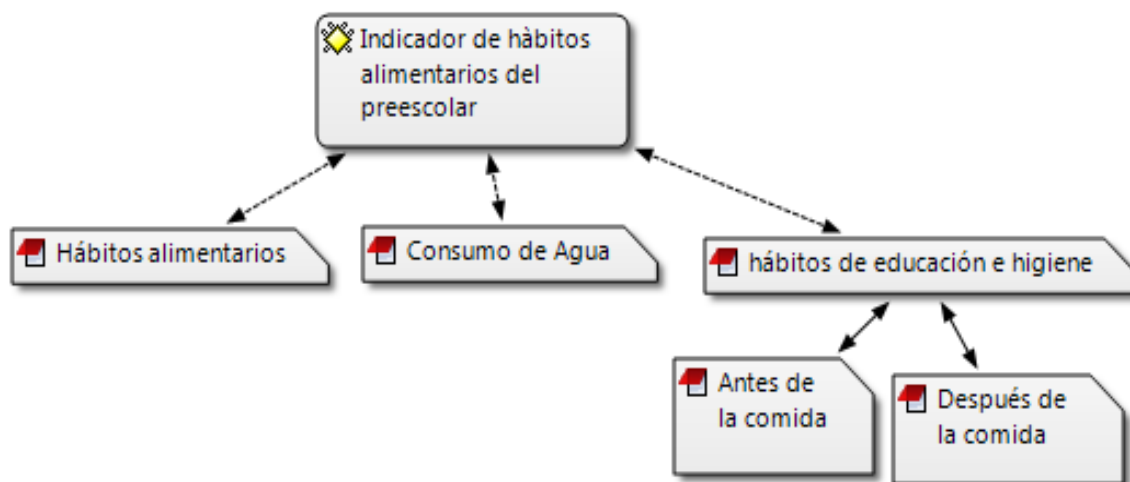 Indicador de hàbitos
alimentarios del
preescolar
Hábitos alimentarios
Consumo de Agua
hábitos de educación e higiene
Antes de
la comida
Después de
la comida